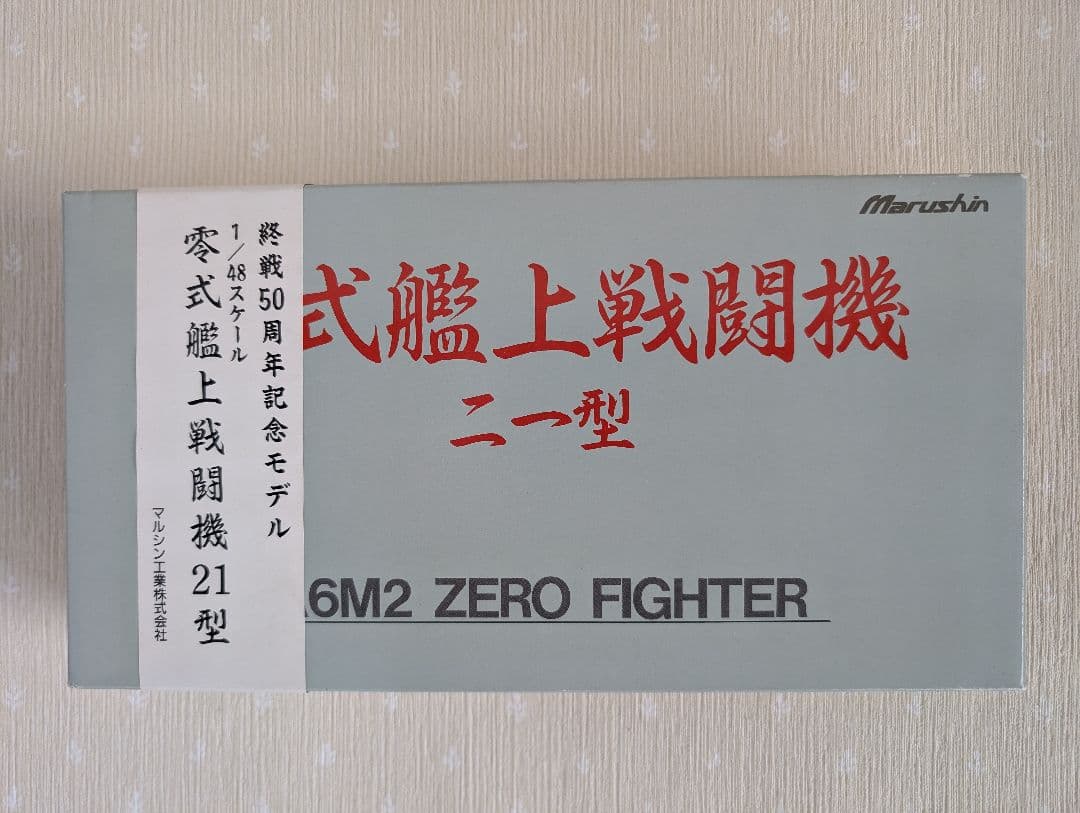 終戦50周年記念モデル
1/48スケール
零式艦上戦闘機21型
マルシン工業株式会社
Marushin
式艦上戦闘機
二一型
6M2 ZERO FIGHTER